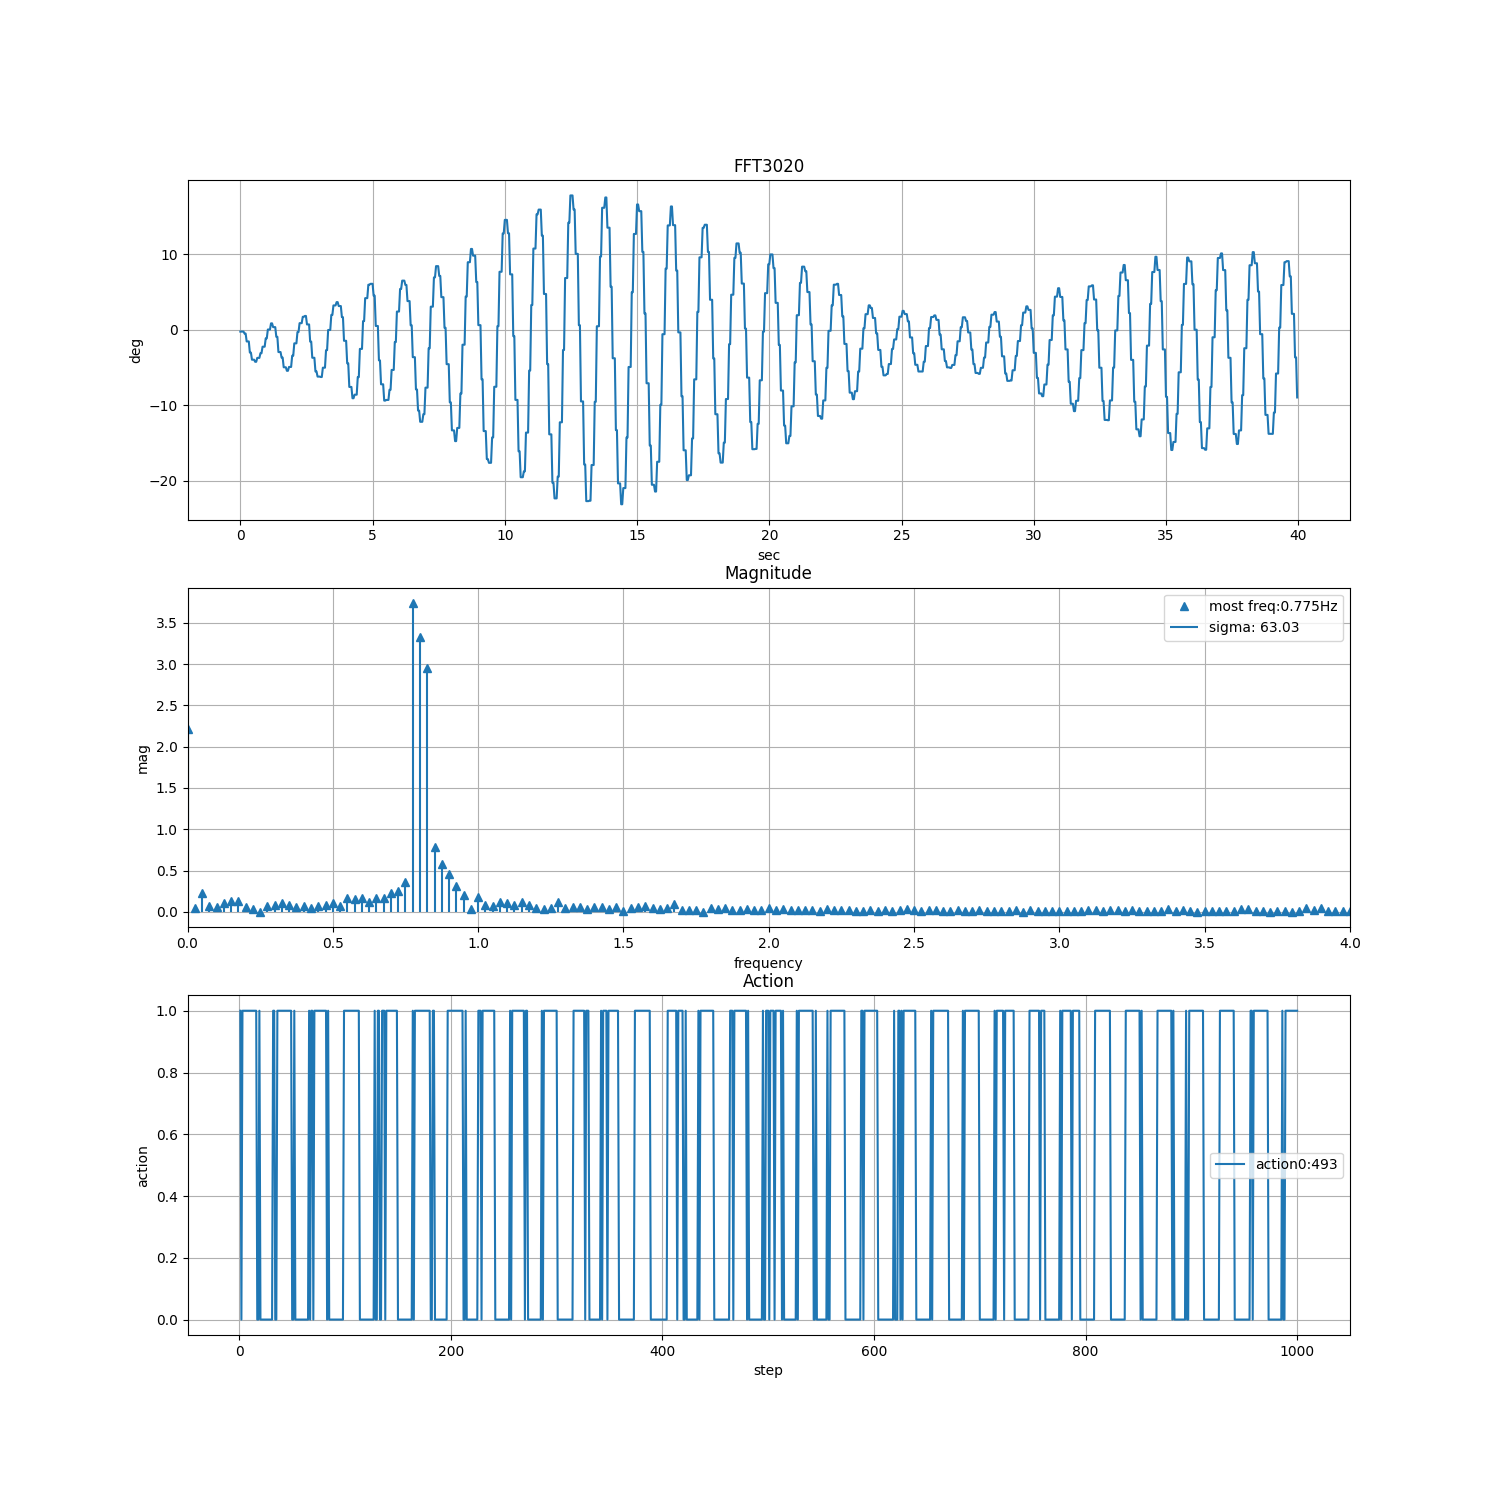 FFT3020
10
0
−10
−20
deg
0 5 10 15 20 25 30 35 40
sec
Magnitude
3.5
3.0
2.5
2.0
1.5
1.0
0.5
0.0
mag
most freq:0.775Hz
sigma: 63.03
0.0 0.5 1.0 1.5 2.0 2.5 3.0 3.5 4.0
frequency
Action
1.0
0.8
0.6
0.4
0.2
0.0
action
action0:493
0 200 400 600 800 1000
step